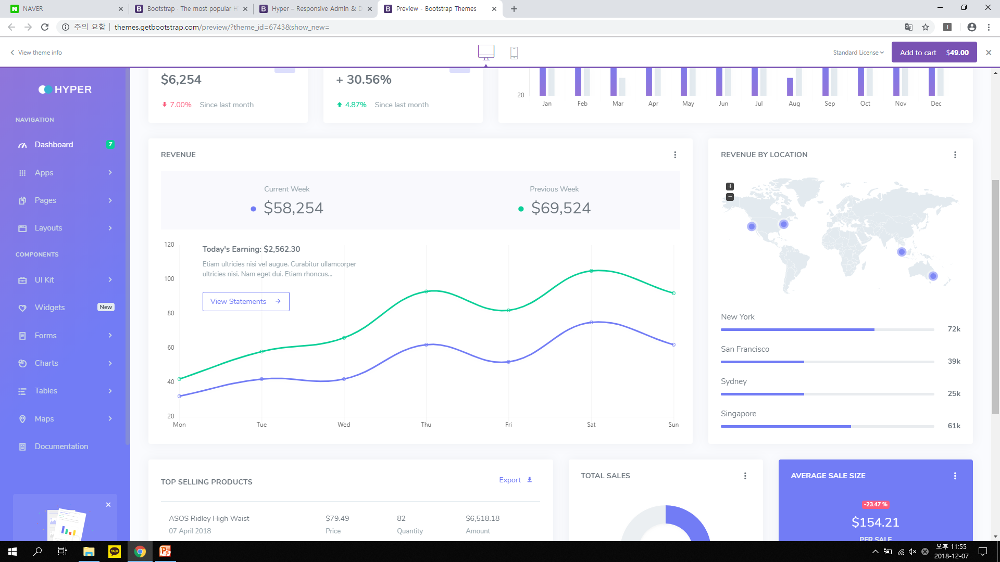 NAVER
Bootstrap · The most popular H
Hyper – Responsive Admin & D
Preview - Bootstrap Themes
주의 요함
themes.getbootstrap.com/preview/?theme_id=6743&show_new=
View theme info
Standard License
Add to cart $49.00
HYPER
NAVIGATION
Dashboard 7
Apps
Pages
Layouts
COMPONENTS
UI Kit
Widgets New
Forms
Charts
Tables
Maps
Documentation
$6,254
7.00% Since last month
+ 30.56%
4.87% Since last month
20
Jan Feb Mar Apr May Jun Jul Aug Sep Oct Nov Dec
REVENUE
Current Week
$58,254
Previous Week
$69,524
Today's Earning: $2,562.30
Etiam ultricies nisi vel augue. Curabitur ullamcorper
ultricies nisi. Nam eget dui. Etiam rhoncus...
View Statements
120
100
80
60
40
20
Mon Tue Wed Thu Fri Sat Sun
REVENUE BY LOCATION
+
−
New York
72k
San Francisco
39k
Sydney
25k
Singapore
61k
TOP SELLING PRODUCTS
Export
ASOS Ridley High Waist $79.49 82 $6,518.18
07 April 2018 Price Quantity Amount
TOTAL SALES
AVERAGE SALE SIZE
-23.47 %
$154.21
PER SALE
TALK
오후 11:55
2018-12-07